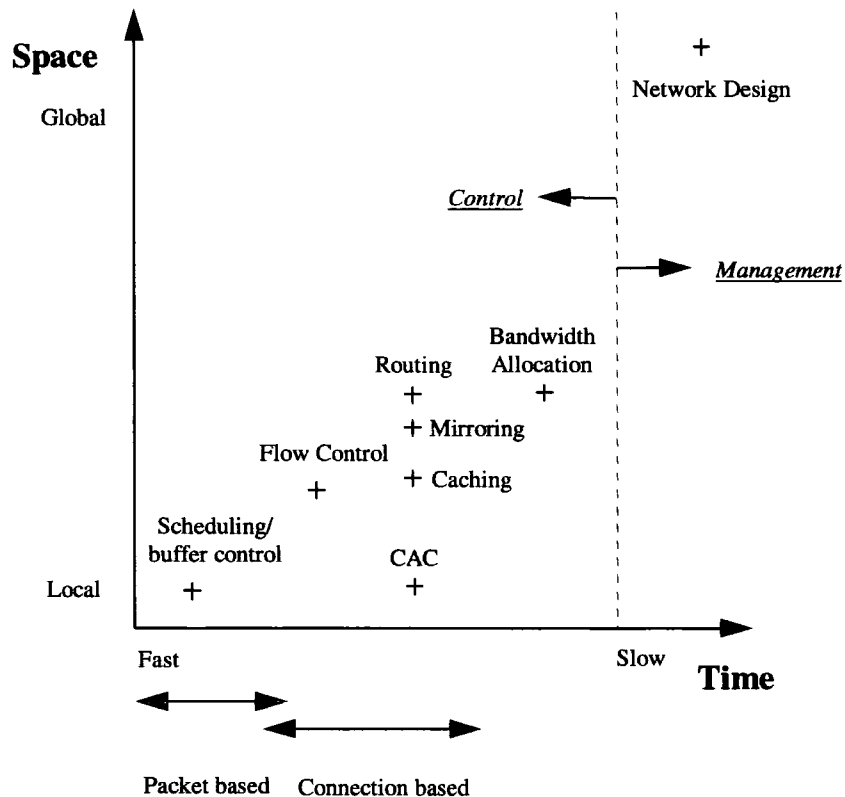 Space
Global
Network Design
Control
Management
Bandwidth
Allocation
Routing
Mirroring
Flow Control
Caching
Scheduling/
buffer control
CAC
Local
Fast
Slow
Time
Packet based
Connection based